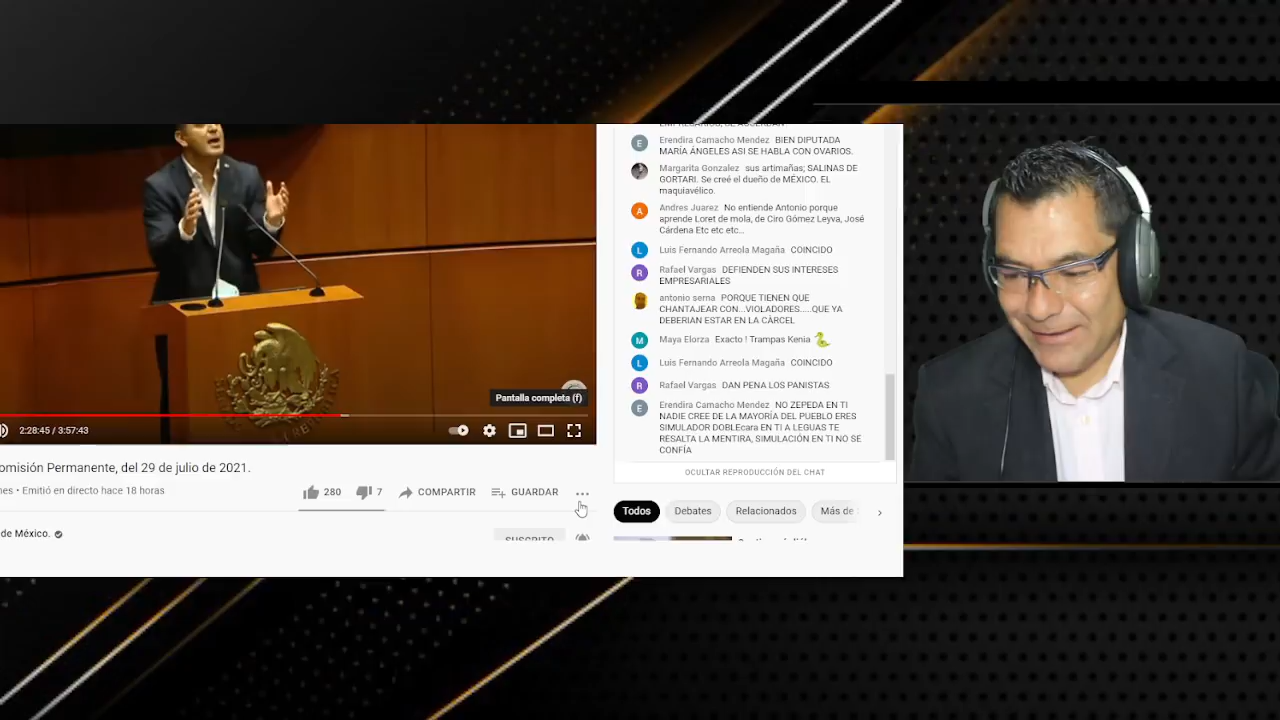 Erendira Camacho Mendez BIEN DIPUTADA
MARÍA ÁNGELES ASI SE HABLA CON OVARIOS.
Margarita Gonzalez sus artimañas; SALINAS DE
GORTARI. Se creé el dueño de MÉXICO. EL
maquiavélico.
Andres Juarez No entiende Antonio porque
aprende Loret de mola, de Ciro Gómez Leyva, José
Cárdena Etc etc etc...
Luis Fernando Arreola Magaña COINCIDO
Rafael Vargas DEFIENDEN SUS INTERESES
EMPRESARIALES
antonio serna PORQUE TIENEN QUE
CHANTAJEAR CON...VIOLADORES.....QUE YA
DEBERIAN ESTAR EN LA CÀRCEL
Maya Elorza Exacto ! Trampas Kenia
Luis Fernando Arreola Magaña COINCIDO
Rafael Vargas DAN PENA LOS PANISTAS
Erendira Camacho Mendez NO ZEPEDA EN TI
NADIE CREE DE LA MAYORÍA DEL PUEBLO ERES
SIMULADOR DOBLEcara EN TI A LEGUAS TE
RESALTA LA MENTIRA, SIMULACIÓN EN TI NO SE
CONFÍA
OCULTAR REPRODUCCIÓN DEL CHAT
Todos Debates Relacionados Más de
Pantalla completa (f)
2:28:45 / 3:57:43
omisión Permanente, del 29 de julio de 2021.
nes • Emitió en directo hace 18 horas
280 7 COMPARTIR GUARDAR
de México.
SUSCRITO